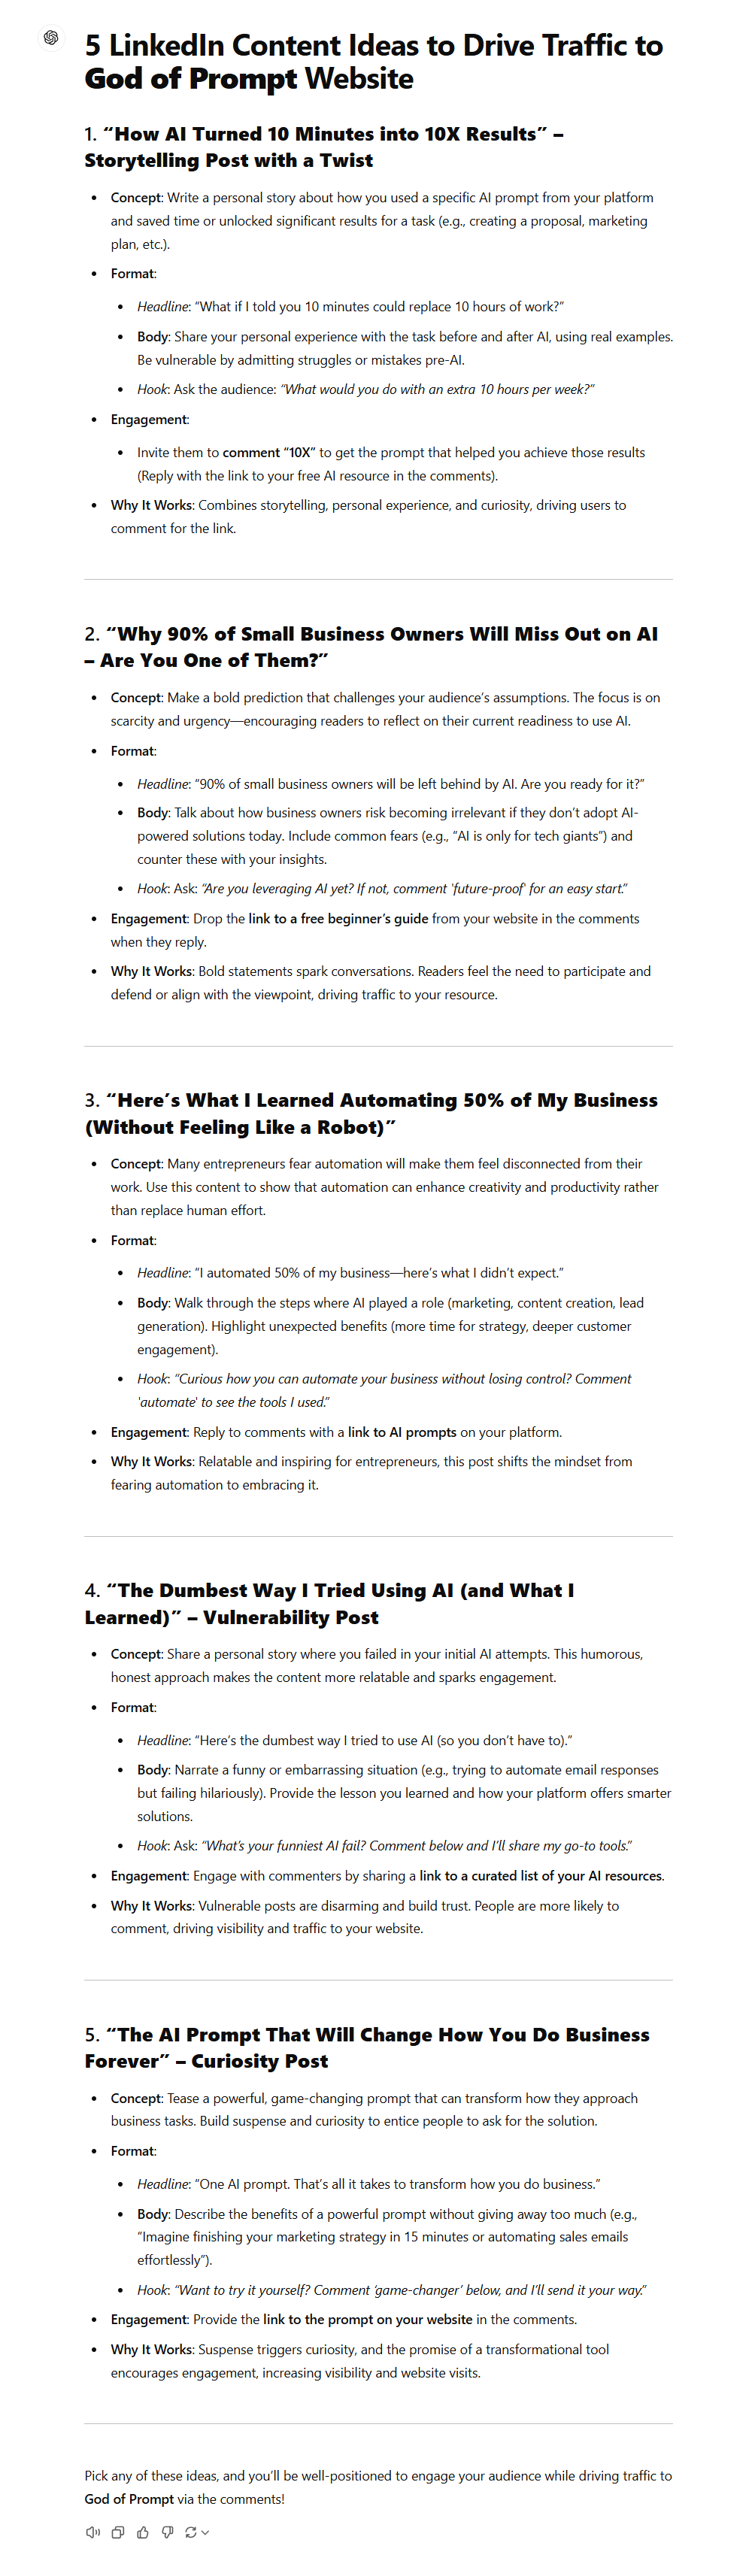 5 LinkedIn Content Ideas to Drive Traffic to
God of Prompt Website
1. “How AI Turned 10 Minutes into 10X Results” –
Storytelling Post with a Twist
• Concept: Write a personal story about how you used a specific AI prompt from your platform
and saved time or unlocked significant results for a task (e.g., creating a proposal, marketing
plan, etc.).
• Format:
• Headline: “What if I told you 10 minutes could replace 10 hours of work?”
• Body: Share your personal experience with the task before and after AI, using real examples.
Be vulnerable by admitting struggles or mistakes pre-AI.
• Hook: Ask the audience: “What would you do with an extra 10 hours per week?”
• Engagement:
• Invite them to comment “10X” to get the prompt that helped you achieve those results
(Reply with the link to your free AI resource in the comments).
• Why It Works: Combines storytelling, personal experience, and curiosity, driving users to
comment for the link.
2. “Why 90% of Small Business Owners Will Miss Out on AI
– Are You One of Them?”
• Concept: Make a bold prediction that challenges your audience’s assumptions. The focus is on
scarcity and urgency—encouraging readers to reflect on their current readiness to use AI.
• Format:
• Headline: “90% of small business owners will be left behind by AI. Are you ready for it?”
• Body: Talk about how business owners risk becoming irrelevant if they don’t adopt AI-
powered solutions today. Include common fears (e.g., “AI is only for tech giants”) and
counter these with your insights.
• Hook: Ask: “Are you leveraging AI yet? If not, comment 'future-proof' for an easy start.”
• Engagement: Drop the link to a free beginner’s guide from your website in the comments
when they reply.
• Why It Works: Bold statements spark conversations. Readers feel the need to participate and
defend or align with the viewpoint, driving traffic to your resource.
3. “Here’s What I Learned Automating 50% of My Business
(Without Feeling Like a Robot)”
• Concept: Many entrepreneurs fear automation will make them feel disconnected from their
work. Use this content to show that automation can enhance creativity and productivity rather
than replace human effort.
• Format:
• Headline: “I automated 50% of my business—here’s what I didn’t expect.”
• Body: Walk through the steps where AI played a role (marketing, content creation, lead
generation). Highlight unexpected benefits (more time for strategy, deeper customer
engagement).
• Hook: “Curious how you can automate your business without losing control? Comment
'automate' to see the tools I used.”
• Engagement: Reply to comments with a link to AI prompts on your platform.
• Why It Works: Relatable and inspiring for entrepreneurs, this post shifts the mindset from
fearing automation to embracing it.
4. “The Dumbest Way I Tried Using AI (and What I
Learned)” – Vulnerability Post
• Concept: Share a personal story where you failed in your initial AI attempts. This humorous,
honest approach makes the content more relatable and sparks engagement.
• Format:
• Headline: “Here’s the dumbest way I tried to use AI (so you don’t have to).”
• Body: Narrate a funny or embarrassing situation (e.g., trying to automate email responses
but failing hilariously). Provide the lesson you learned and how your platform offers smarter
solutions.
• Hook: Ask: “What’s your funniest AI fail? Comment below and I’ll share my go-to tools.”
• Engagement: Engage with commenters by sharing a link to a curated list of your AI resources.
• Why It Works: Vulnerable posts are disarming and build trust. People are more likely to
comment, driving visibility and traffic to your website.
5. “The AI Prompt That Will Change How You Do Business
Forever” – Curiosity Post
• Concept: Tease a powerful, game-changing prompt that can transform how they approach
business tasks. Build suspense and curiosity to entice people to ask for the solution.
• Format:
• Headline: “One AI prompt. That’s all it takes to transform how you do business.”
• Body: Describe the benefits of a powerful prompt without giving away too much (e.g.,
“Imagine finishing your marketing strategy in 15 minutes or automating sales emails
effortlessly”).
• Hook: “Want to try it yourself? Comment ‘game-changer’ below, and I’ll send it your way.”
• Engagement: Provide the link to the prompt on your website in the comments.
• Why It Works: Suspense triggers curiosity, and the promise of a transformational tool
encourages engagement, increasing visibility and website visits.
Pick any of these ideas, and you’ll be well-positioned to engage your audience while driving traffic to
God of Prompt via the comments!